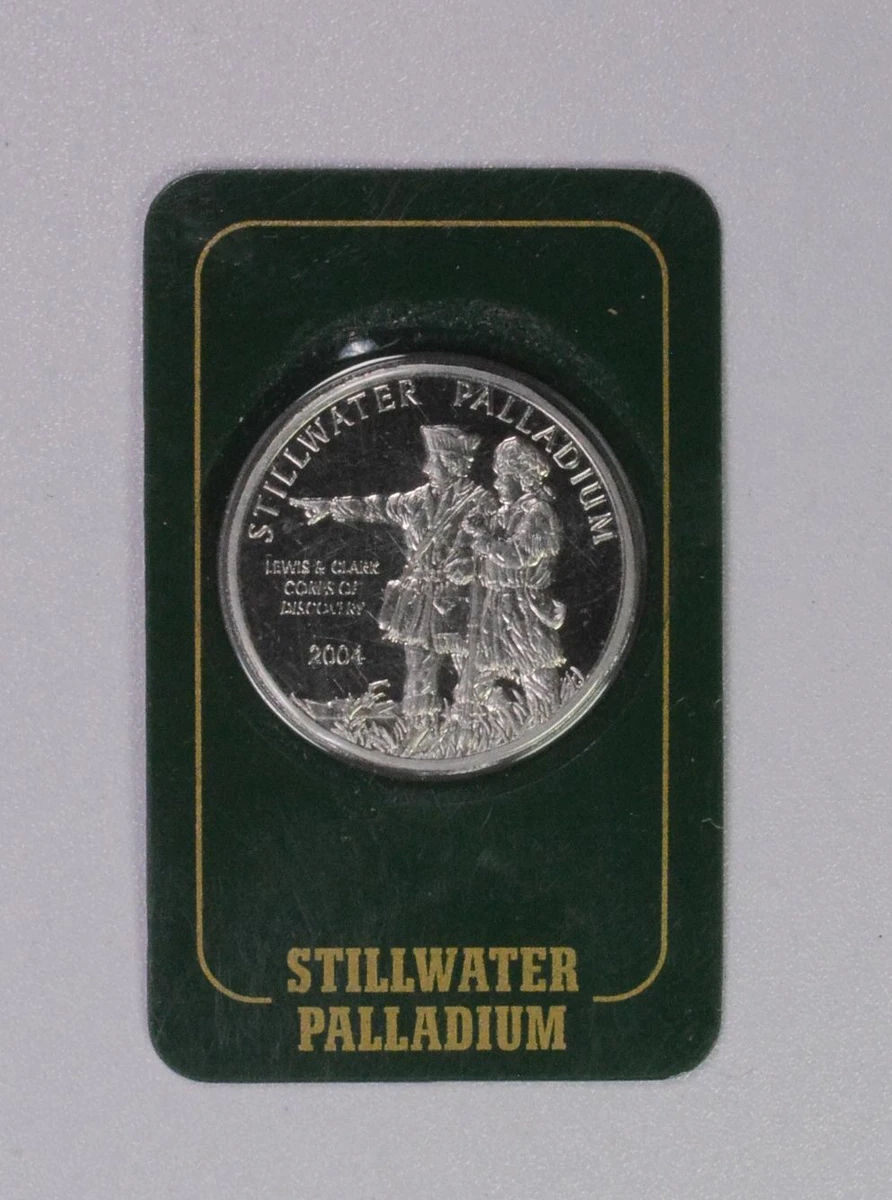 STILLWATER PALLADIUM
LEWIS & CLARK
CORPS OF
DISCOVERY
2004
STILLWATER
PALLADIUM